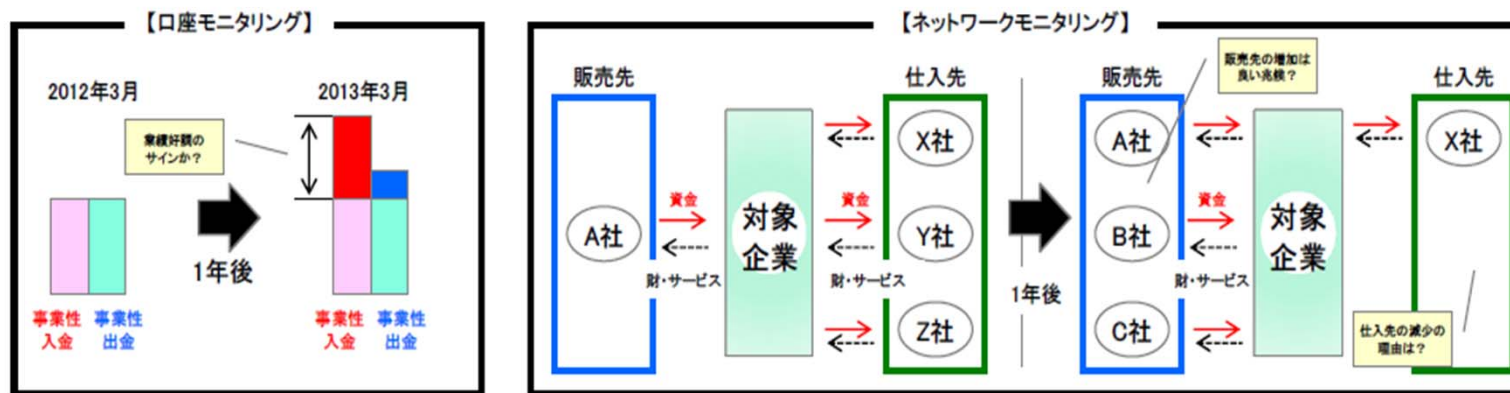 【口座モニタリング】
2012年3月
2013年3月
業績好調の
サインか？
1年後
事業性
入金
事業性
出金
事業性
入金
事業性
出金
【ネットワークモニタリング】
販売先
仕入先
A社
資金
財・サービス
対象
企業
資金
財・サービス
X社
Y社
Z社
1年後
販売先の増加は
良い兆候？
販売先
仕入先
A社
B社
C社
資金
財・サービス
対象
企業
X社
仕入先の減少の
理由は？